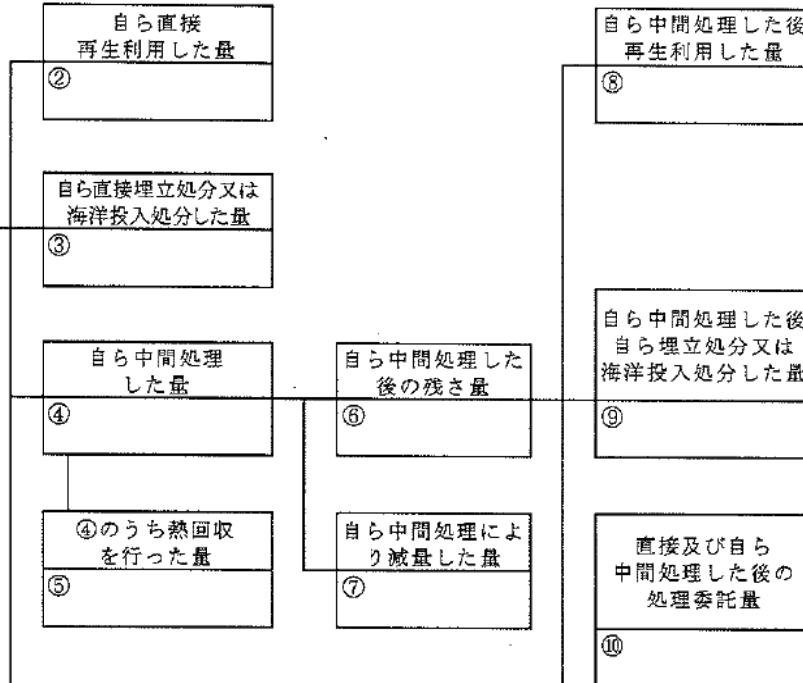 自ら直接
再生利用した量
②
自ら直接埋立処分又は
海洋投入処分した量
③
自ら中間処理
した量
④
④のうち熱回収
を行った量
⑤
自ら中間処理した
後の残さ量
⑥
自ら中間処理によ
り減量した量
⑦
自ら中間処理した後
再生利用した量
⑧
自ら中間処理した後
自ら埋立処分又は
海洋投入処分した量
⑨
直接及び自ら
中間処理した後の
処理委託量
⑩